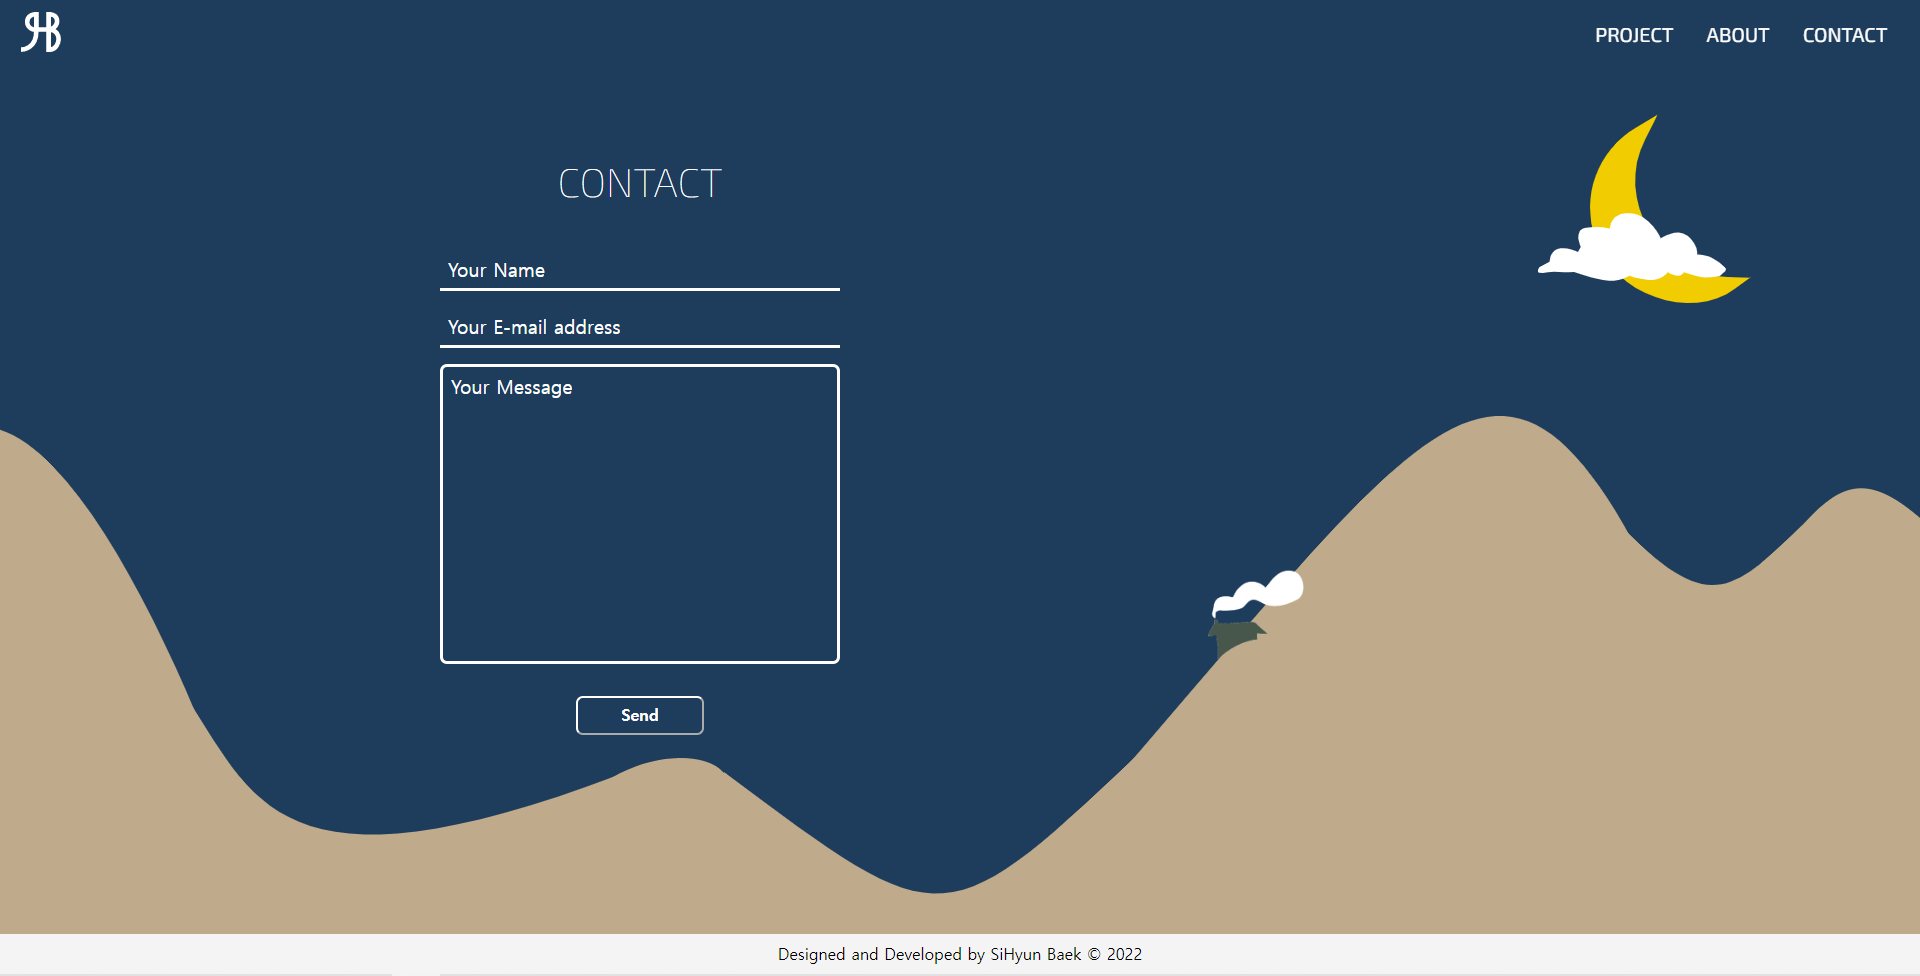 PROJECT ABOUT CONTACT
CONTACT
Your Name
Your E-mail address
Your Message
Send
Designed and Developed by SiHyun Baek © 2022